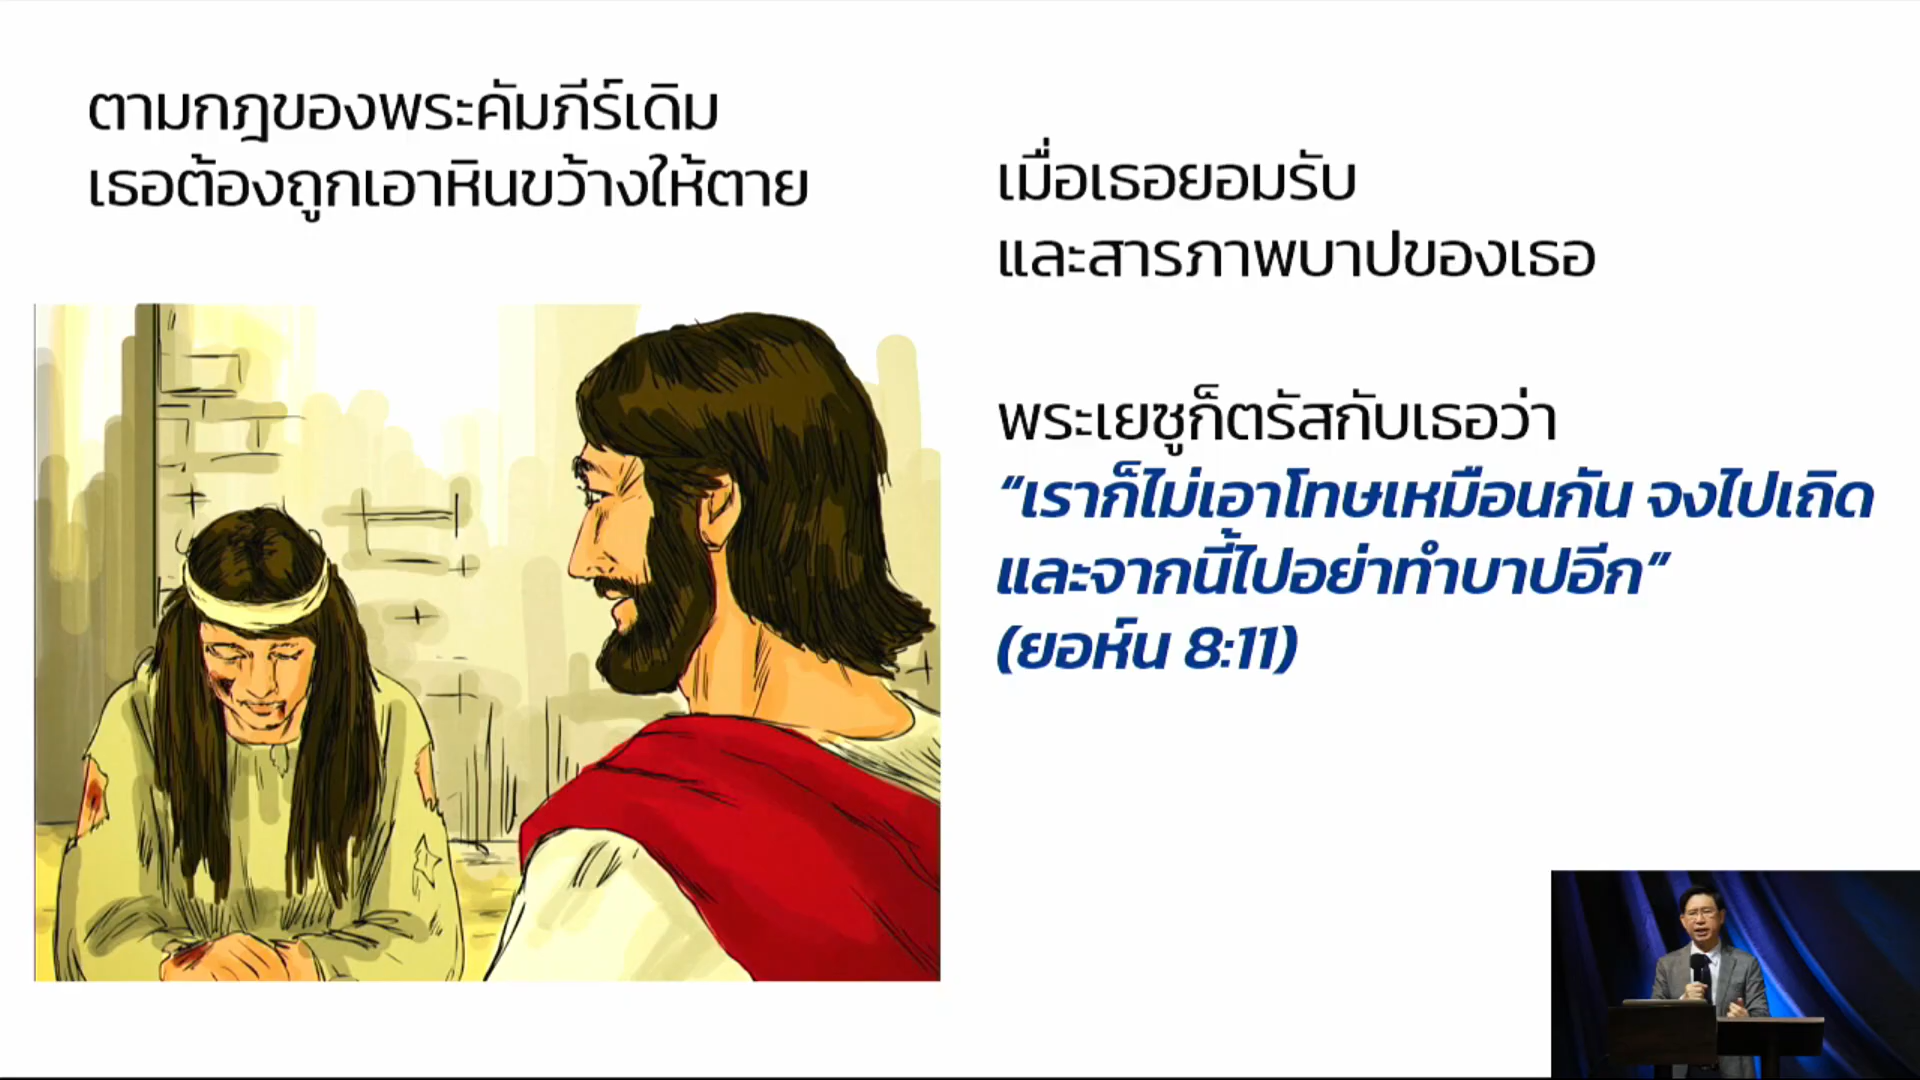 ตามกฎของพระคัมภีร์เดิม
เธอต้องถูกเอาหินขว้างให้ตาย
เมื่อเธอยอมรับ
และสารภาพบาปของเธอ
พระเยซูก็ตรัสกับเธอว่า
“เราก็ไม่เอาโทษเหมือนกัน จงไปเถิด
และจากนี้ไปอย่าทำบาปอีก“
(ยอห์น 8:11)